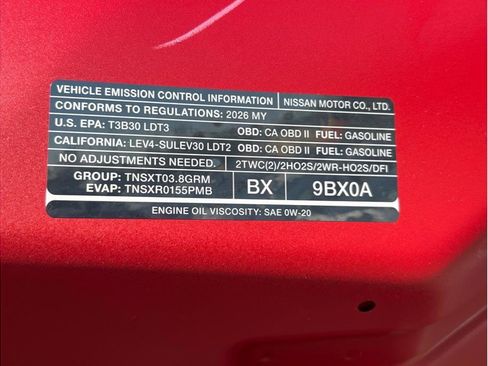 VEHICLE EMISSION CONTROL INFORMATION NISSAN MOTOR CO., LTD.
CONFORMS TO REGULATIONS: 2026 MY
U.S. EPA: T3B30 LDT3 OBD: CA OBD II FUEL: GASOLINE
CALIFORNIA: LEV4-SULEV30 LDT2 OBD: CA OBD II FUEL: GASOLINE
NO ADJUSTMENTS NEEDED. 2TWC(2)/2HO2S/2WR-HO2S/DFI
GROUP: TNSXT03.8GRM
EVAP: TNSXR0155PMB
BX 9BX0A
ENGINE OIL VISCOSITY: SAE 0W-20